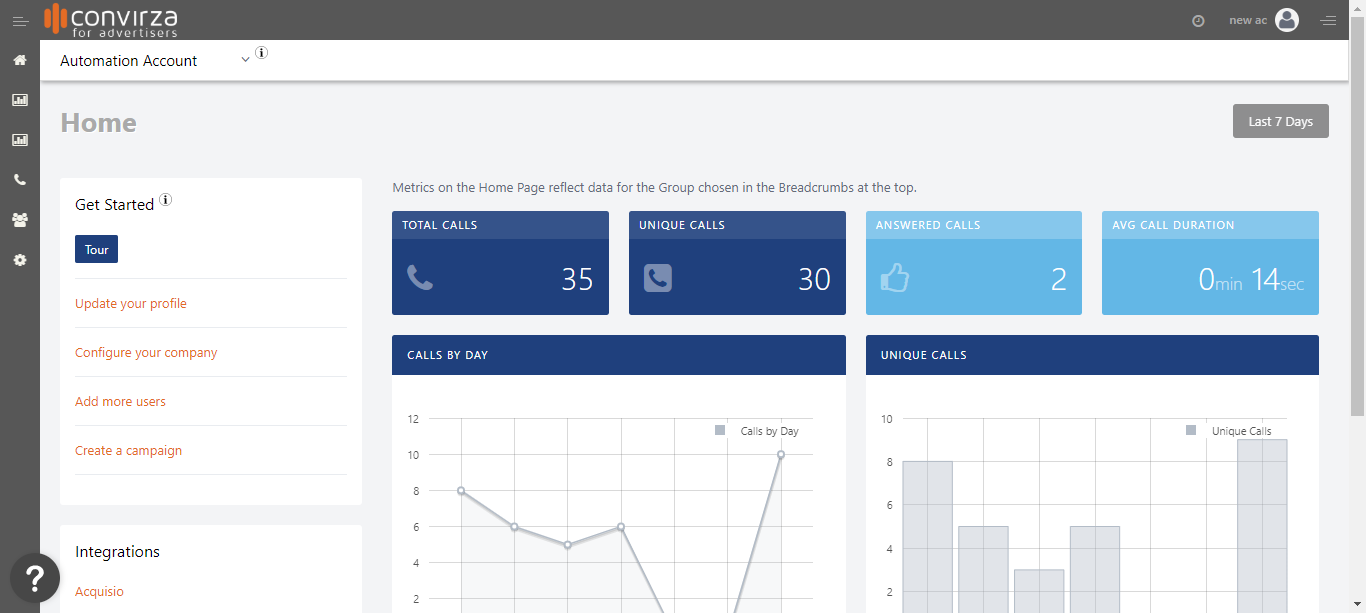 convirza
for advertisers
new ac
Automation Account
Home
Last 7 Days
Get Started
Tour
Update your profile
Configure your company
Add more users
Create a campaign
Integrations
Acquisio
?
Metrics on the Home Page reflect data for the Group chosen in the Breadcrumbs at the top.
TOTAL CALLS
35
UNIQUE CALLS
30
ANSWERED CALLS
2
AVG CALL DURATION
0min 14sec
CALLS BY DAY
Calls by Day
12
10
8
6
4
2
UNIQUE CALLS
Unique Calls
10
8
6
4
2